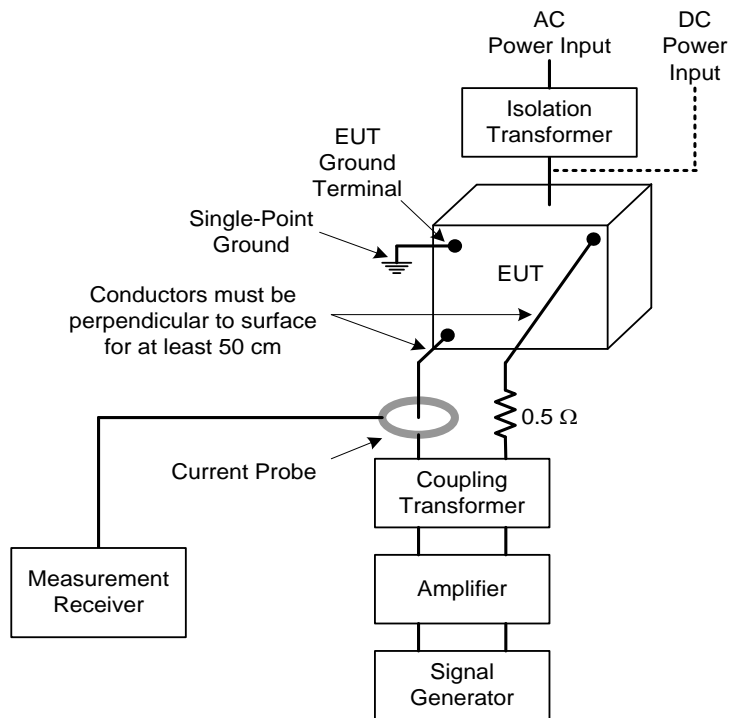 AC
Power Input
DC
Power
Input
Isolation
Transformer
EUT
Ground
Terminal
Single-Point
Ground
EUT
Conductors must be
perpendicular to surface
for at least 50 cm
0.5 Ω
Current Probe
Coupling
Transformer
Measurement
Receiver
Amplifier
Signal
Generator